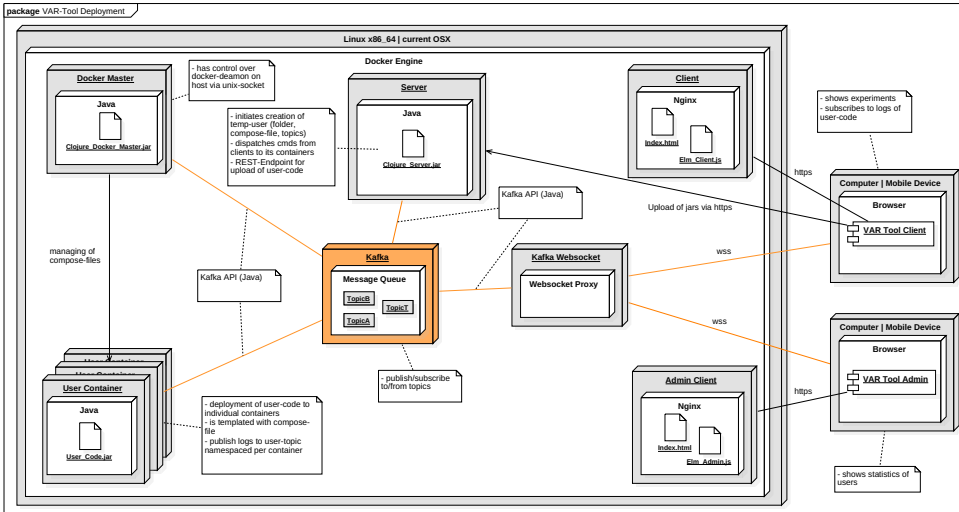 package VAR-Tool Deployment
Linux x86_64 | current OSX
Docker Engine
Docker Master
Java
Clojure_Docker_Master.jar
- has control over
docker-deamon on
host via unix-socket
Server
Java
Clojure_Server.jar
- initiates creation of
temp-user (folder,
compose-file, topics)
- dispatches cmds from
clients to its containers
- REST-Endpoint for
upload of user-code
Client
Nginx
Index.html
Elm_Client.js
- shows experiments
- subscribes to logs of
user-code
https
Computer | Mobile Device
Browser
VAR Tool Client
Upload of jars via https
Kafka API (Java)
managing of
compose-files
Kafka API (Java)
Kafka
Message Queue
TopicB
TopicT
TopicA
Kafka Websocket
Websocket Proxy
wss
wss
Computer | Mobile Device
Browser
VAR Tool Admin
https
- publish/subscribe
to/from topics
User Container
User Container
User Container
Java
User_Code.jar
- deployment of user-code to
individual containers
- is templated with compose-
file
- publish logs to user-topic
namespaced per container
Admin Client
Nginx
Index.html
Elm_Admin.js
- shows statistics of
users